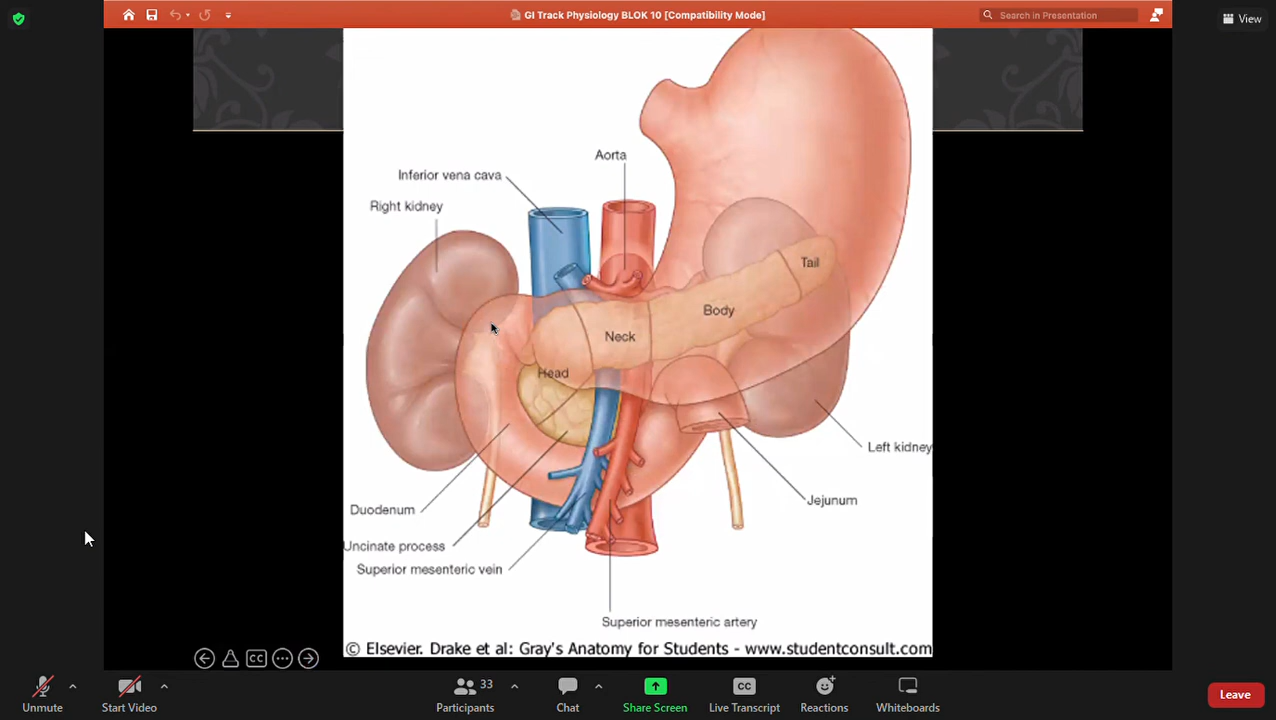 GI Track Physiology BLOK 10 [Compatibility Mode]
Search in Presentation
View
Aorta
Inferior vena cava
Right kidney
Tail
Body
Neck
Head
Left kidney
Jejunum
Duodenum
Uncinate process
Superior mesenteric vein
Superior mesenteric artery
© Elsevier. Drake et al: Gray's Anatomy for Students - www.studentconsult.com
CC
33
CC
Unmute
Start Video
Participants
Chat
Share Screen
Live Transcript
Reactions
Whiteboards
Leave